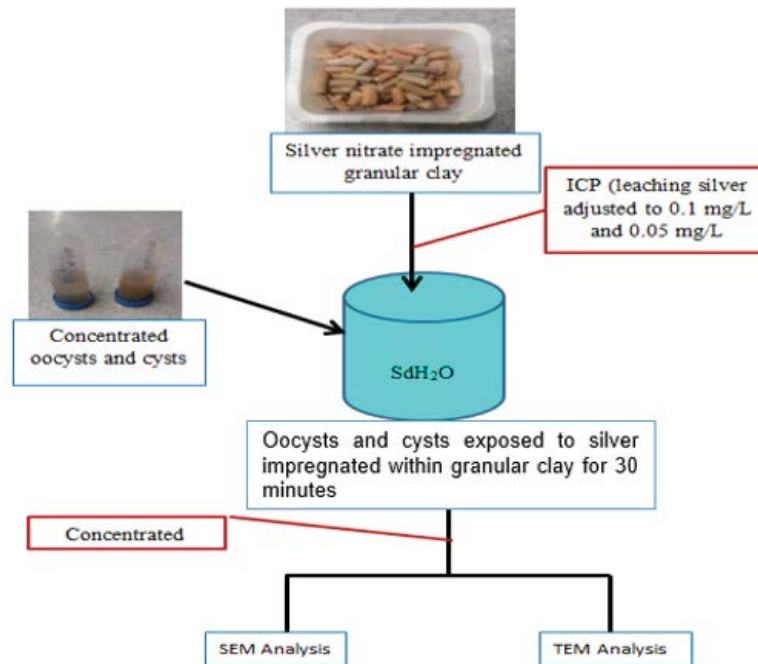 Silver nitrate impregnated
granular clay
ICP (leaching silver
adjusted to 0.1 mg/L
and 0.05 mg/L
Concentrated
oocysts and cysts
SdH₂O
Oocysts and cysts exposed to silver
impregnated within granular clay for 30
minutes
Concentrated
SEM Analysis
TEM Analysis